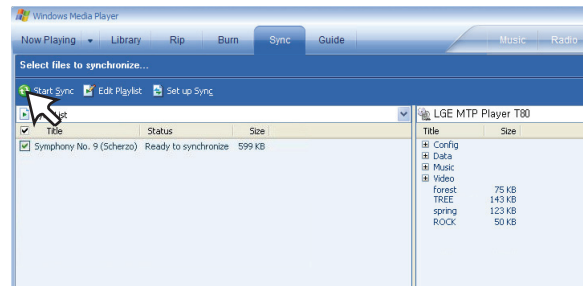 Windows Media Player
Now Playing Library Rip Burn Sync Guide Music Radio
Select files to synchronize...
Start Sync Edit Playlist Set up Sync
LGE MTP Player T80
Title Status Size
Symphony No. 9 (Scherzo) Ready to synchronize 599 KB
Title Size
Config
Data
Music
Video
forest 75 KB
TREE 143 KB
spring 123 KB
ROCK 50 KB